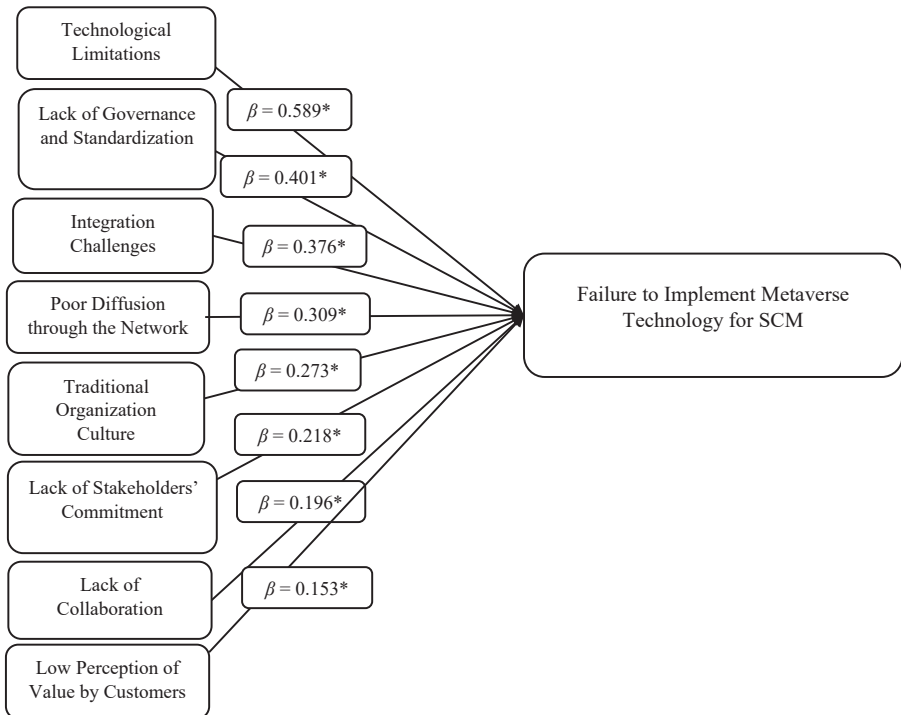 Technological
Limitations
β = 0.589*
Lack of Governance
and Standardization
β = 0.401*
Integration
Challenges
β = 0.376*
Poor Diffusion
through the Network
β = 0.309*
Failure to Implement Metaverse
Technology for SCM
Traditional
Organization
Culture
β = 0.273*
β = 0.218*
Lack of Stakeholders’
Commitment
β = 0.196*
Lack of
Collaboration
β = 0.153*
Low Perception of
Value by Customers